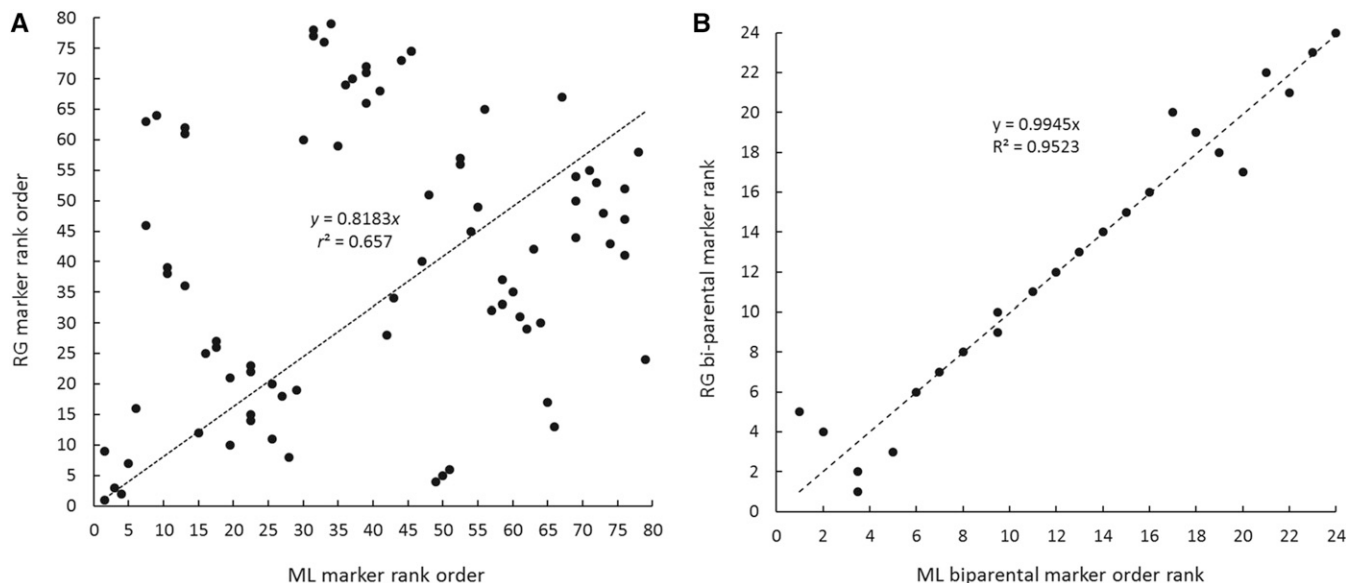 A
RG marker rank order
80
75
70
65
60
55
50
45
40
35
30
25
20
15
10
5
0
y = 0.8183x
r² = 0.657
0 5 10 15 20 25 30 35 40 45 50 55 60 65 70 75 80
ML marker rank order
B
RG bi-parental marker rank
24
22
20
18
16
14
12
10
8
6
4
2
0
y = 0.9945x
R² = 0.9523
0 2 4 6 8 10 12 14 16 18 20 22 24
ML biparental marker order rank